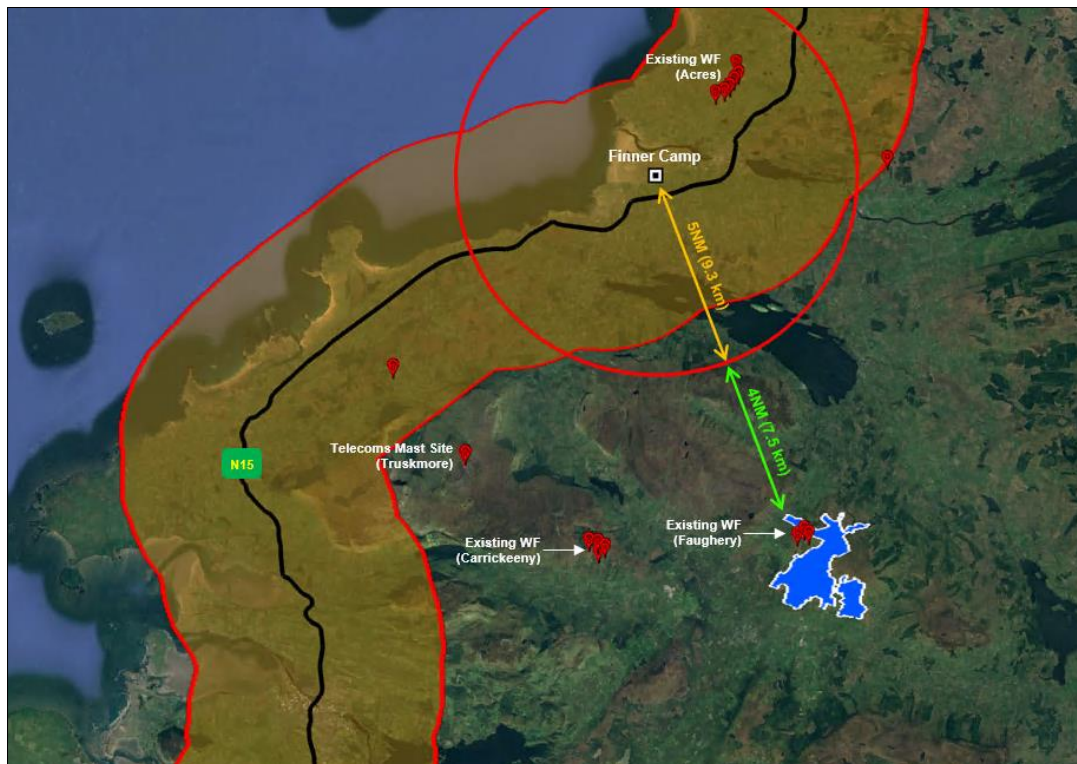 Existing WF
(Acres)
Finner Camp
5NM (9.3 km)
4NM (7.5 km)
Telecoms Mast Site
(Truskmore)
N15
Existing WF
(Carrickeeny)
Existing WF
(Faughery)